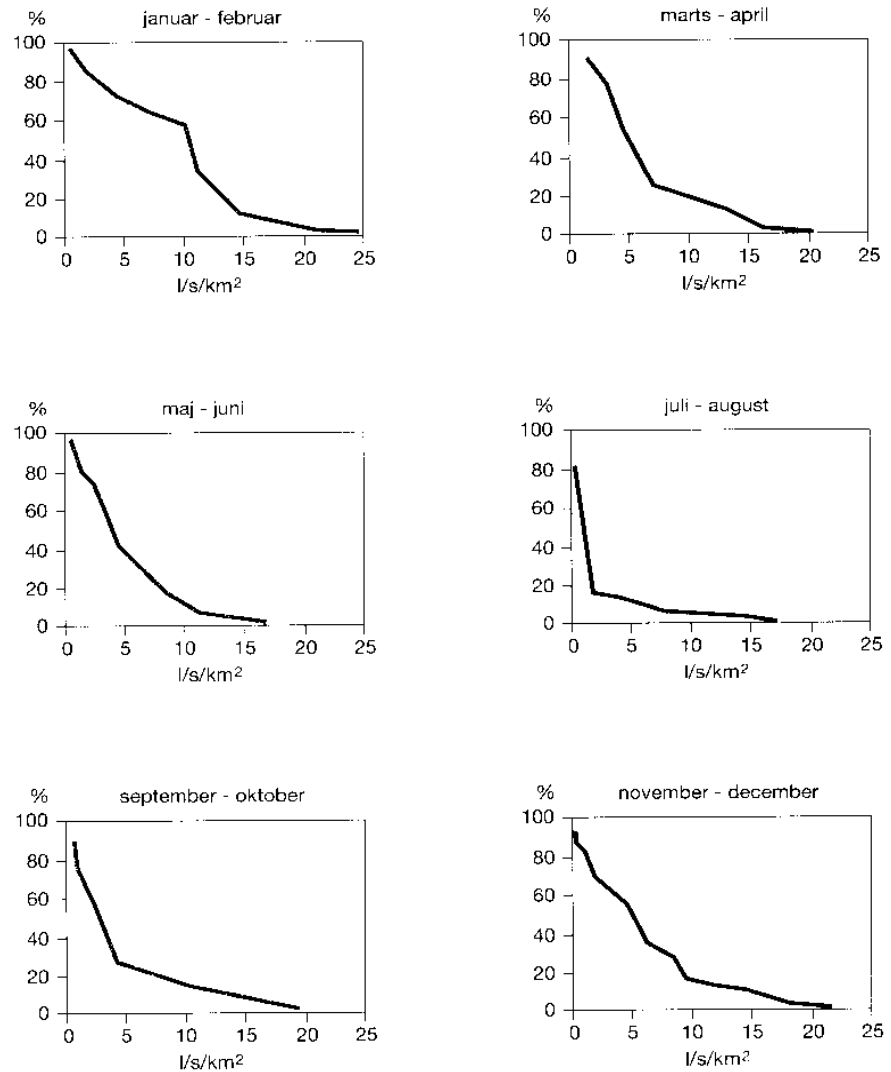 % januar - februar
100
80
60
40
20
0
0 5 10 15 20 25
l/s/km²
% marts - april
100
80
60
40
20
0
0 5 10 15 20 25
l/s/km²
% maj - juni
100
80
60
40
20
0
0 5 10 15 20 25
l/s/km²
% juli - august
100
80
60
40
20
0
0 5 10 15 20 25
l/s/km²
% september - oktober
100
80
60
40
20
0
0 5 10 15 20 25
l/s/km²
% november - december
100
80
60
40
20
0
0 5 10 15 20 25
l/s/km²